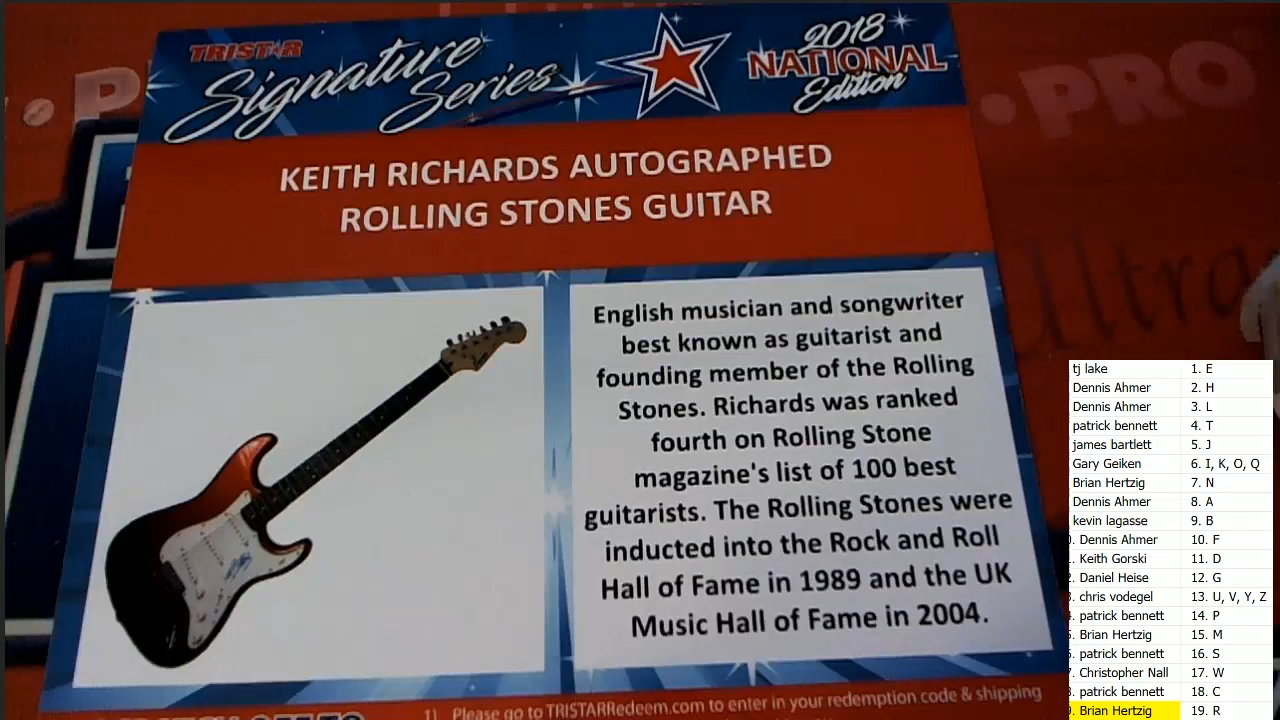 TRISTAR
Signature Series
2018
NATIONAL
Edition
•PRO
KEITH RICHARDS AUTOGRAPHED
ROLLING STONES GUITAR
English musician and songwriter
best known as guitarist and
founding member of the Rolling
Stones. Richards was ranked
fourth on Rolling Stone
magazine's list of 100 best
guitarists. The Rolling Stones were
inducted into the Rock and Roll
Hall of Fame in 1989 and the UK
Music Hall of Fame in 2004.
1) Please go to TRISTARRedeem.com to enter in your redemption code & shipping
Ultra
tj lake 1. E
Dennis Ahmer 2. H
Dennis Ahmer 3. L
patrick bennett 4. T
james bartlett 5. J
Gary Geiken 6. I, K, O, Q
Brian Hertzig 7. N
Dennis Ahmer 8. A
kevin lagasse 9. B
Dennis Ahmer 10. F
Keith Gorski 11. D
Daniel Heise 12. G
chris vodegel 13. U, V, Y, Z
patrick bennett 14. P
Brian Hertzig 15. M
patrick bennett 16. S
Christopher Nall 17. W
patrick bennett 18. C
Brian Hertzig 19. R